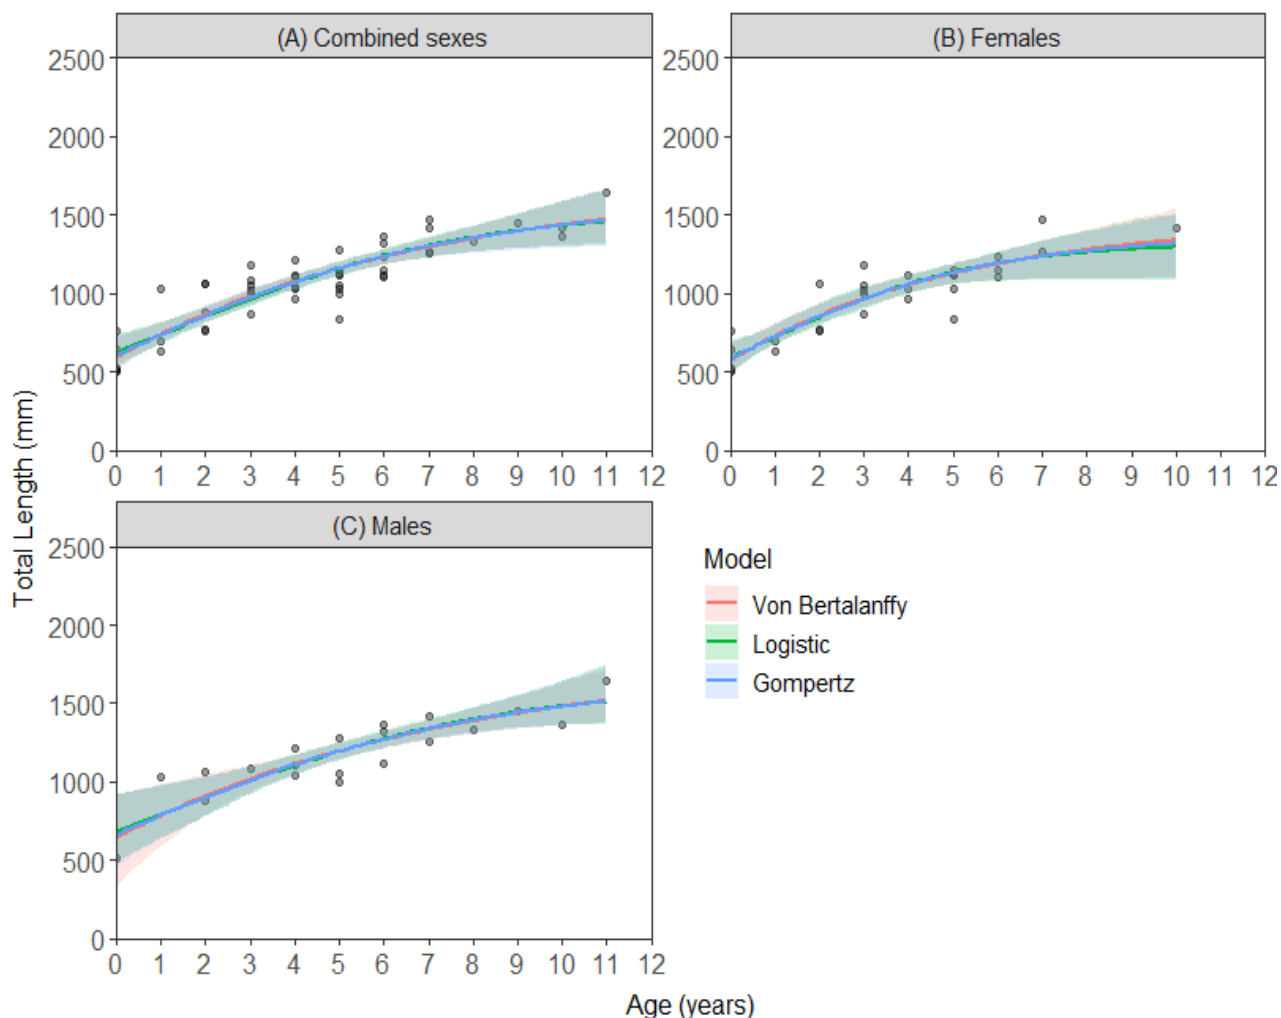 (A) Combined sexes
2500
2000
1500
1000
500
0
0 1 2 3 4 5 6 7 8 9 10 11 12
(B) Females
2500
2000
1500
1000
500
0
0 1 2 3 4 5 6 7 8 9 10 11 12
Total Length (mm)
(C) Males
2500
2000
1500
1000
500
0
0 1 2 3 4 5 6 7 8 9 10 11 12
Model
Von Bertalanffy
Logistic
Gompertz
Age (years)